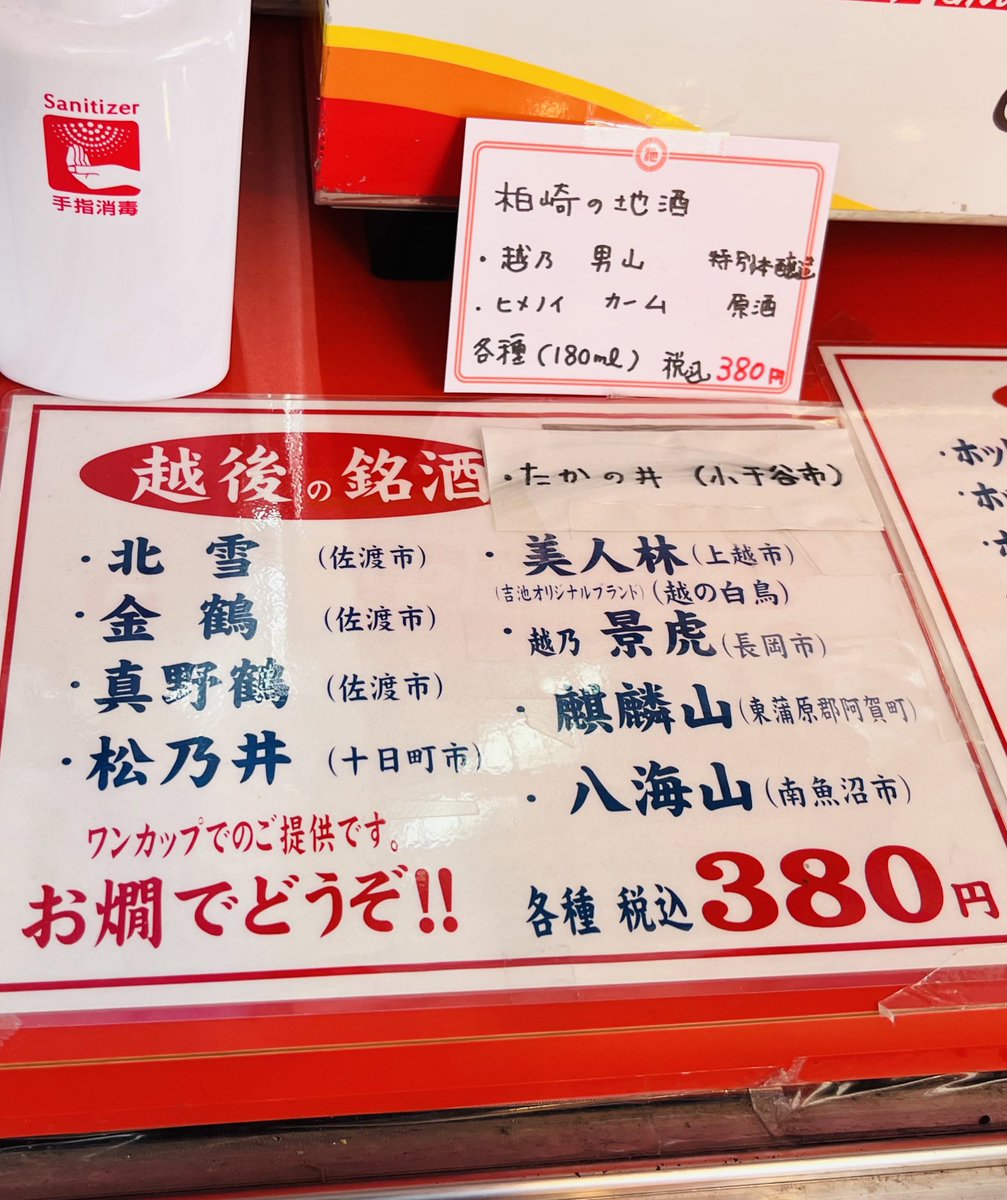 Sanitizer
手指消毒
柏崎の地酒
・越乃 男山 特別本醸造
・ヒメノイ カーム 原酒
各種(180ml) 税込380円
越後の銘酒
・たかの井 (小千谷市)
・北雪 (佐渡市)
・金鶴 (佐渡市)
・真野鶴 (佐渡市)
・松乃井 (十日町市)
・美人林(上越市)
(吉池オリジナルブランド)(越の白鳥)
・越乃 景虎(長岡市)
・麒麟山(東蒲原郡阿賀町)
・八海山(南魚沼市)
ワンカップでのご提供です。
お燗でどうぞ!!
各種 税込380円
・ホッ
・ホ